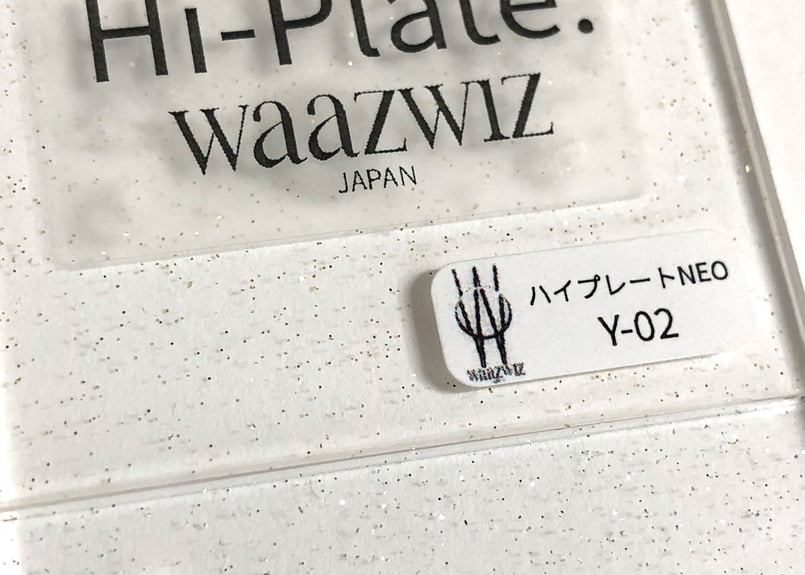 Hi-Plate.
waazwiz
JAPAN
ハイプレートNEO
Y-02
waazwiz